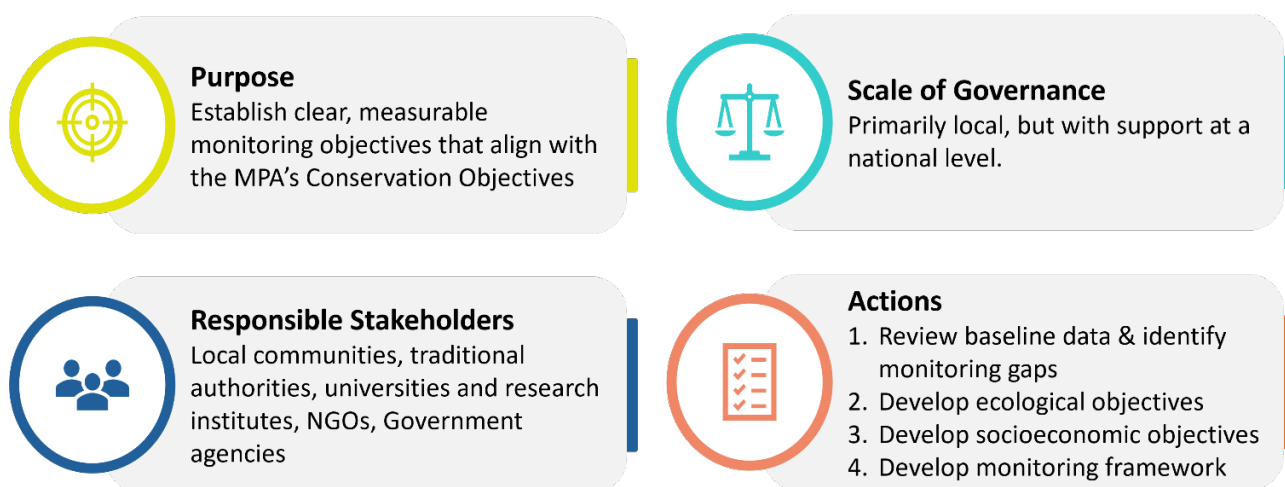 Purpose
Establish clear, measurable
monitoring objectives that align with
the MPA's Conservation Objectives
Scale of Governance
Primarily local, but with support at a
national level.
Responsible Stakeholders
Local communities, traditional
authorities, universities and research
institutes, NGOs, Government
agencies
Actions
1. Review baseline data & identify
monitoring gaps
2. Develop ecological objectives
3. Develop socioeconomic objectives
4. Develop monitoring framework